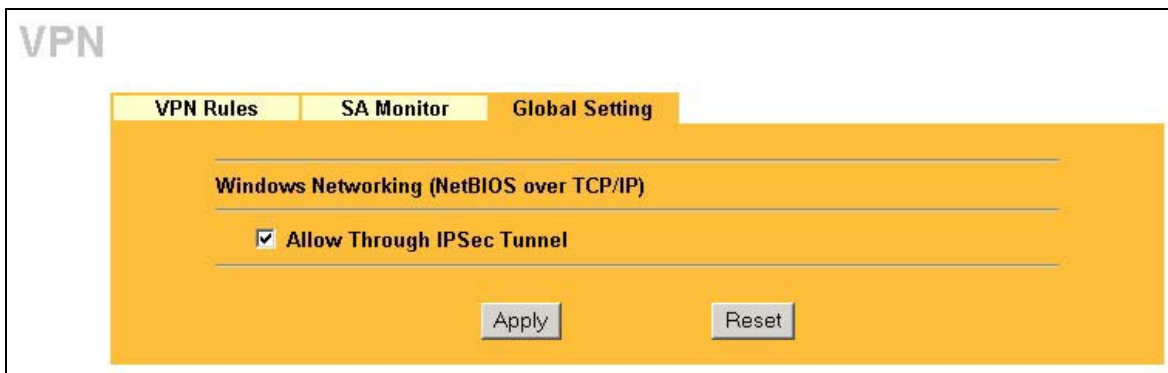 VPN
VPN Rules SA Monitor Global Setting
Windows Networking (NetBIOS over TCP/IP)
Allow Through IPSec Tunnel
Apply Reset